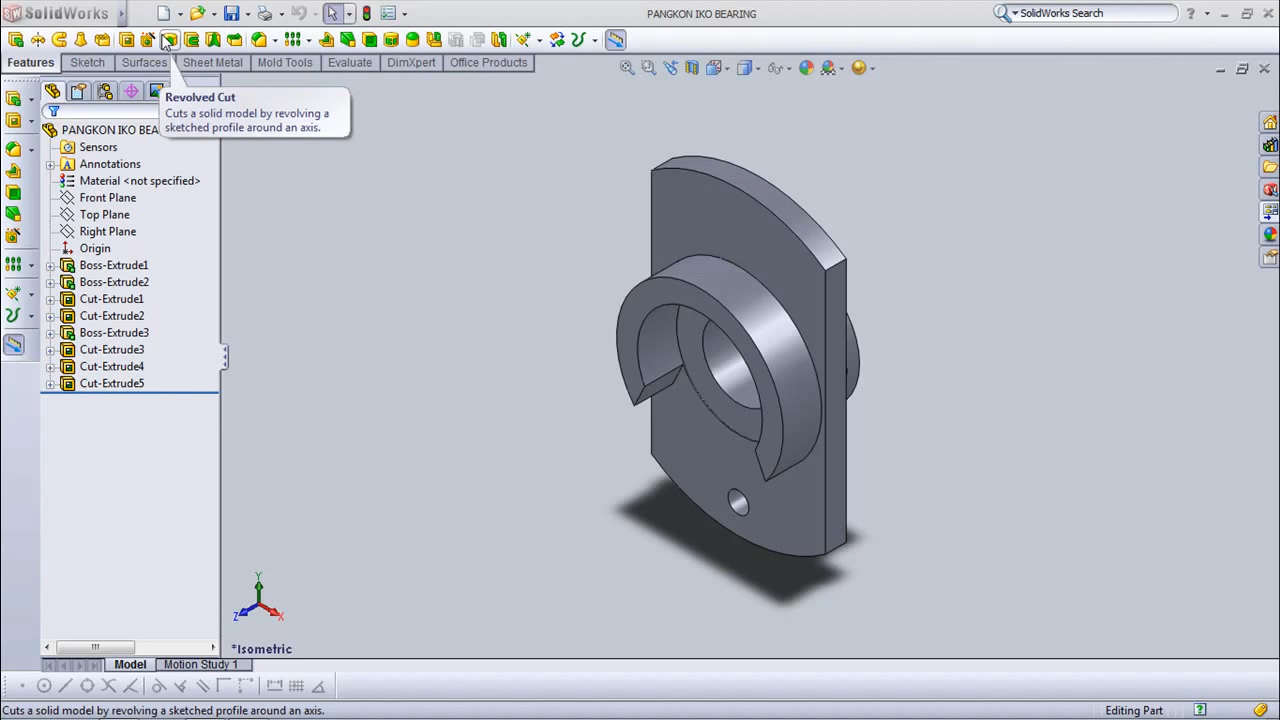 SolidWorks
PANGKON IKO BEARING
SolidWorks Search
Features
Sketch
Surfaces
Sheet Metal
Mold Tools
Evaluate
DimXpert
Office Products
Revolved Cut
Cuts a solid model by revolving a
sketched profile around an axis.
PANGKON IKO BEA
Sensors
Annotations
Material <not specified>
Front Plane
Top Plane
Right Plane
Origin
Boss-Extrude1
Boss-Extrude2
Cut-Extrude1
Cut-Extrude2
Boss-Extrude3
Cut-Extrude3
Cut-Extrude4
Cut-Extrude5
Y
Z
X
*Isometric
Model
Motion Study 1
Cuts a solid model by revolving a sketched profile around an axis.
Editing Part